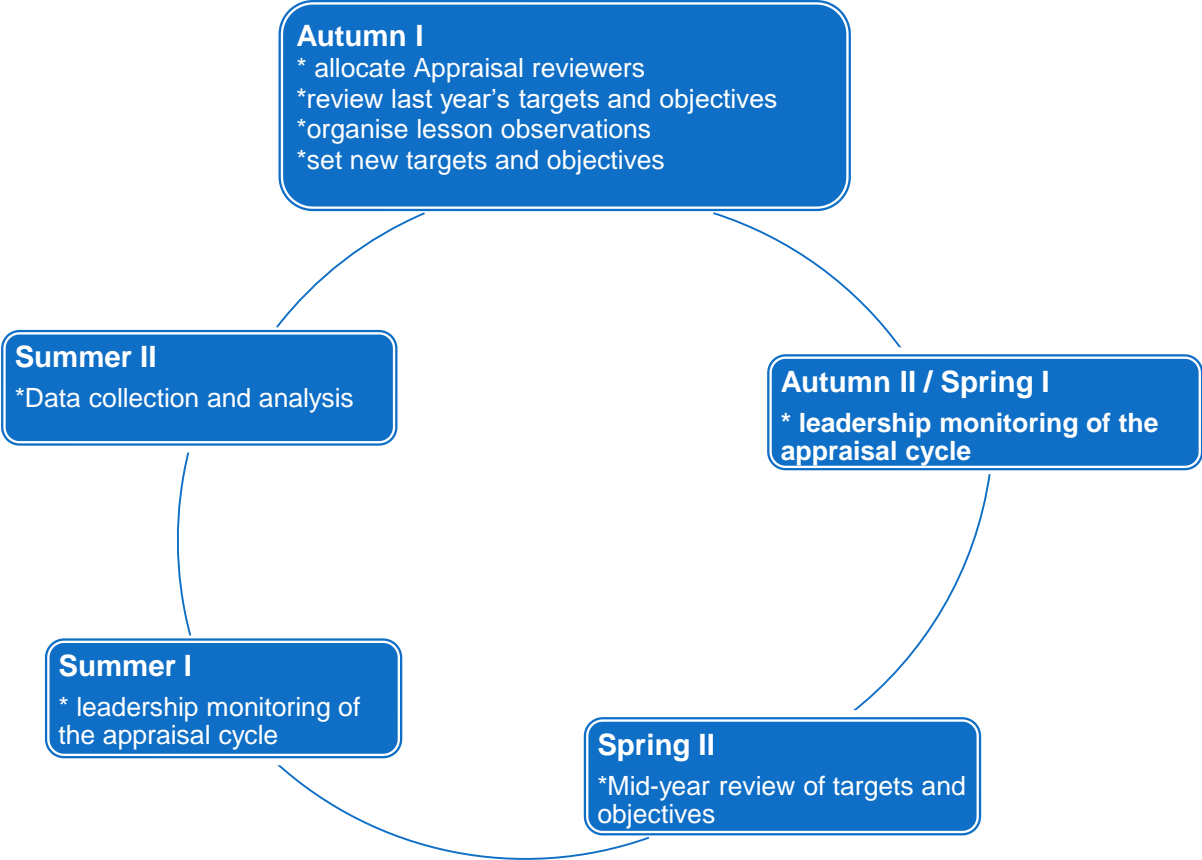 Autumn I
* allocate Appraisal reviewers
*review last year’s targets and objectives
*organise lesson observations
*set new targets and objectives
Autumn II / Spring I
* leadership monitoring of the
appraisal cycle
Spring II
*Mid-year review of targets and
objectives
Summer I
* leadership monitoring of
the appraisal cycle
Summer II
*Data collection and analysis